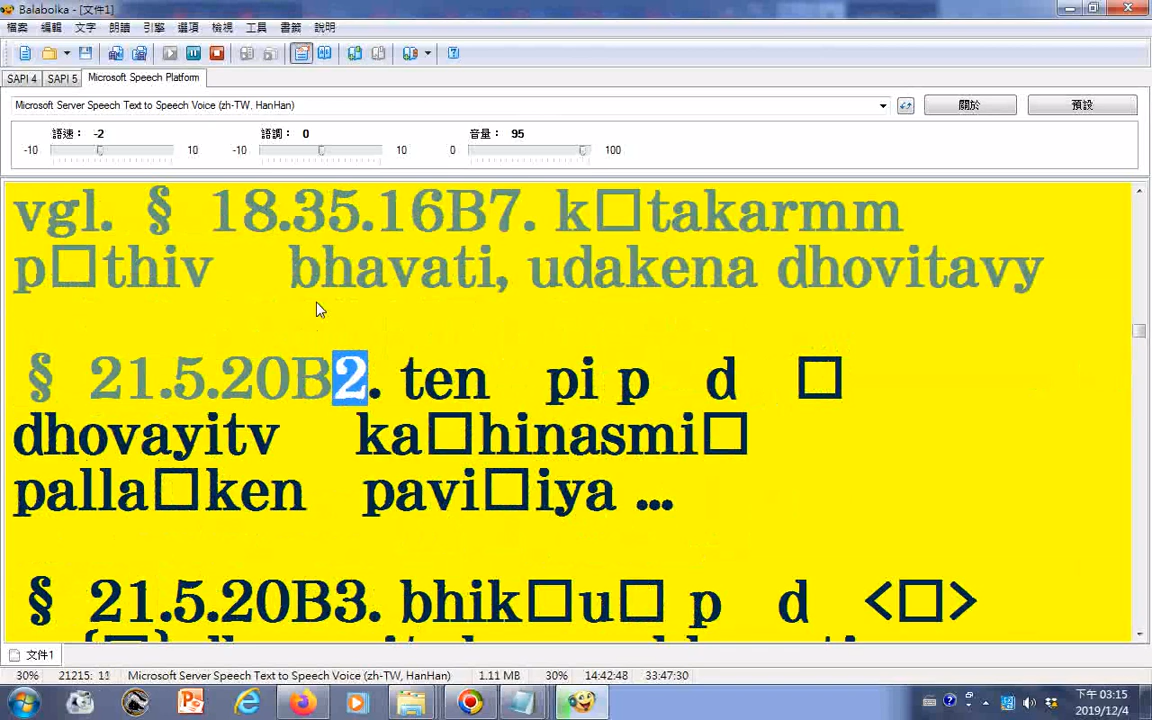 Balabolka - [文件1]
檔案 編輯 文字 朗讀 引擎 選項 檢視 工具 書籤 說明
SAPI 4 SAPI 5 Microsoft Speech Platform
Microsoft Server Speech Text to Speech Voice (zh-TW, HanHan)
關於 預設
語速： -2 語調： 0 音量： 95
-10 10 -10 10 0 100
vgl. § 18.35.16B7. k□takarmm
p□thiv bhavati, udakena dhovitavy
§ 21.5.20B2. ten pi p d □
dhovayitv ka□hinasmi□
palla□ken pavi□iya ...
§ 21.5.20B3. bhik□u□ p d <□>
文件1
30% 21215: 11 Microsoft Server Speech Text to Speech Voice (zh-TW, HanHan) 1.11 MB 30% 14:42:48 33:47:30
下午 03:15
2019/12/4